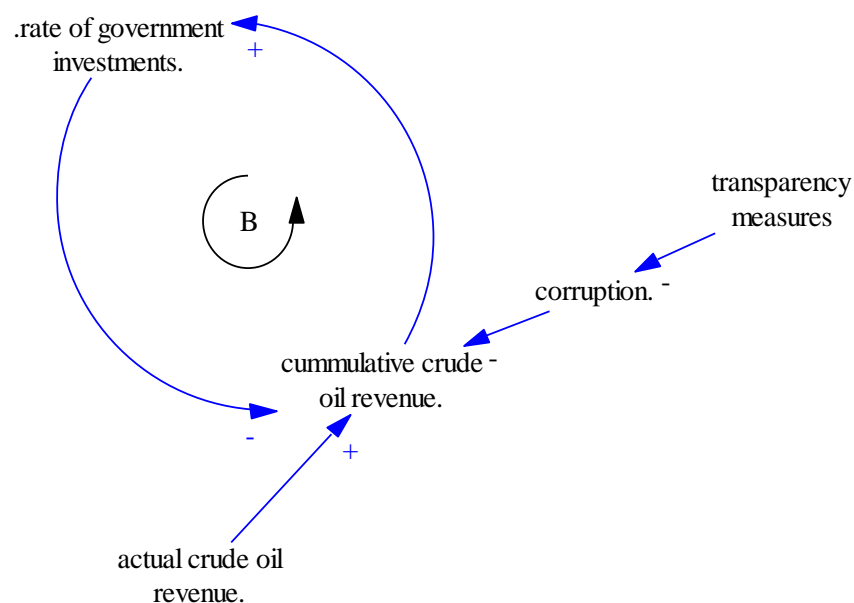 .rate of government
investments.
+
B
transparency
measures
corruption. -
cummulative crude -
oil revenue.
-
+
actual crude oil
revenue.